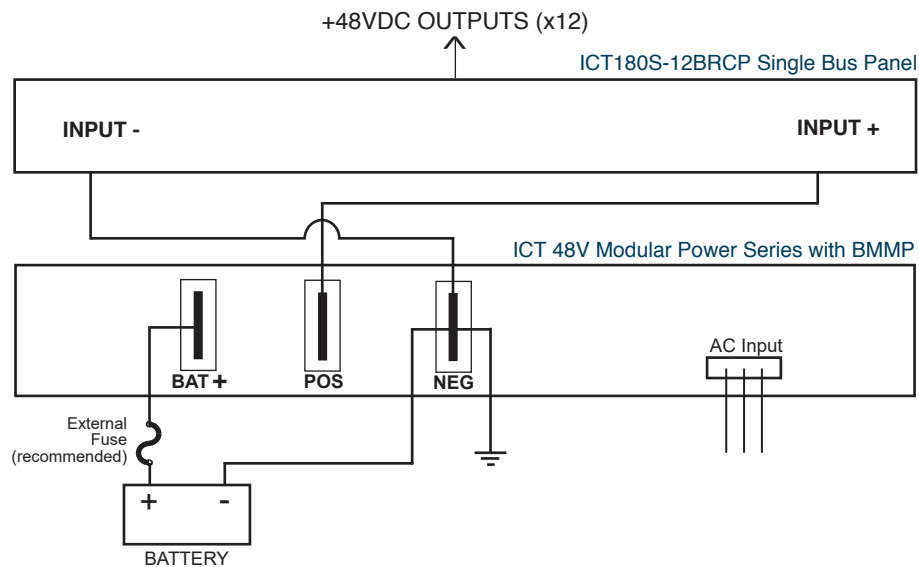 +48VDC OUTPUTS (x12)
ICT180S-12BRCP Single Bus Panel
INPUT -
INPUT +
ICT 48V Modular Power Series with BMMP
BAT +
POS
NEG
AC Input
External
Fuse
(recommended)
+
-
BATTERY